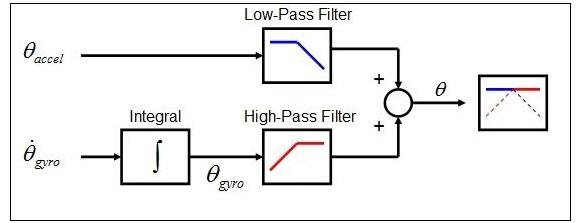 Low-Pass Filter
θaccel
+
θ
Integral
High-Pass Filter
+
θ̇gyro
∫
θgyro